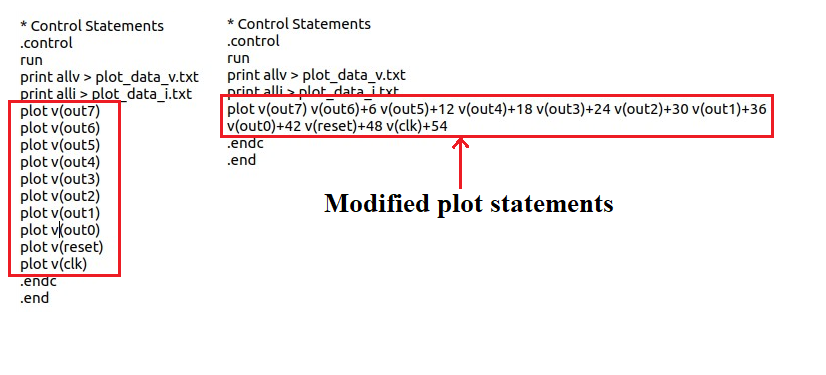 * Control Statements
.control
run
print allv > plot_data_v.txt
print alli > plot_data_i.txt
plot v(out7)
plot v(out6)
plot v(out5)
plot v(out4)
plot v(out3)
plot v(out2)
plot v(out1)
plot v(out0)
plot v(reset)
plot v(clk)
.endc
.end
* Control Statements
.control
run
print allv > plot_data_v.txt
print alli > plot_data_i.txt
plot v(out7) v(out6)+6 v(out5)+12 v(out4)+18 v(out3)+24 v(out2)+30 v(out1)+36
v(out0)+42 v(reset)+48 v(clk)+54
.endc
.end
Modified plot statements